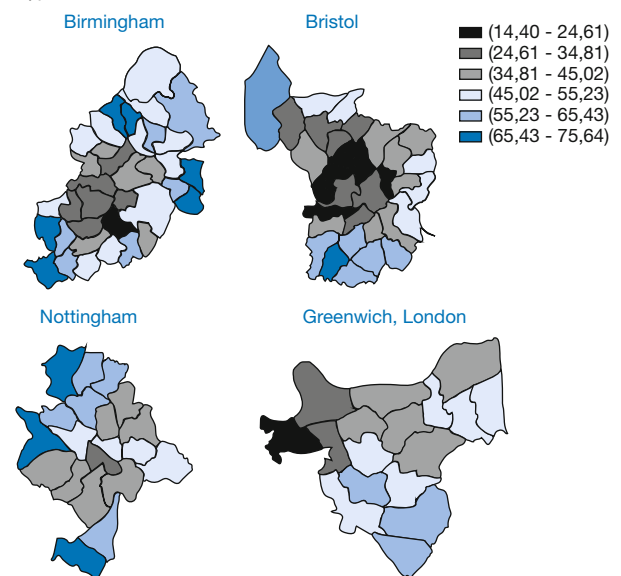 Birmingham
Bristol
(14,40 - 24,61)
(24,61 - 34,81)
(34,81 - 45,02)
(45,02 - 55,23)
(55,23 - 65,43)
(65,43 - 75,64)
Nottingham
Greenwich, London